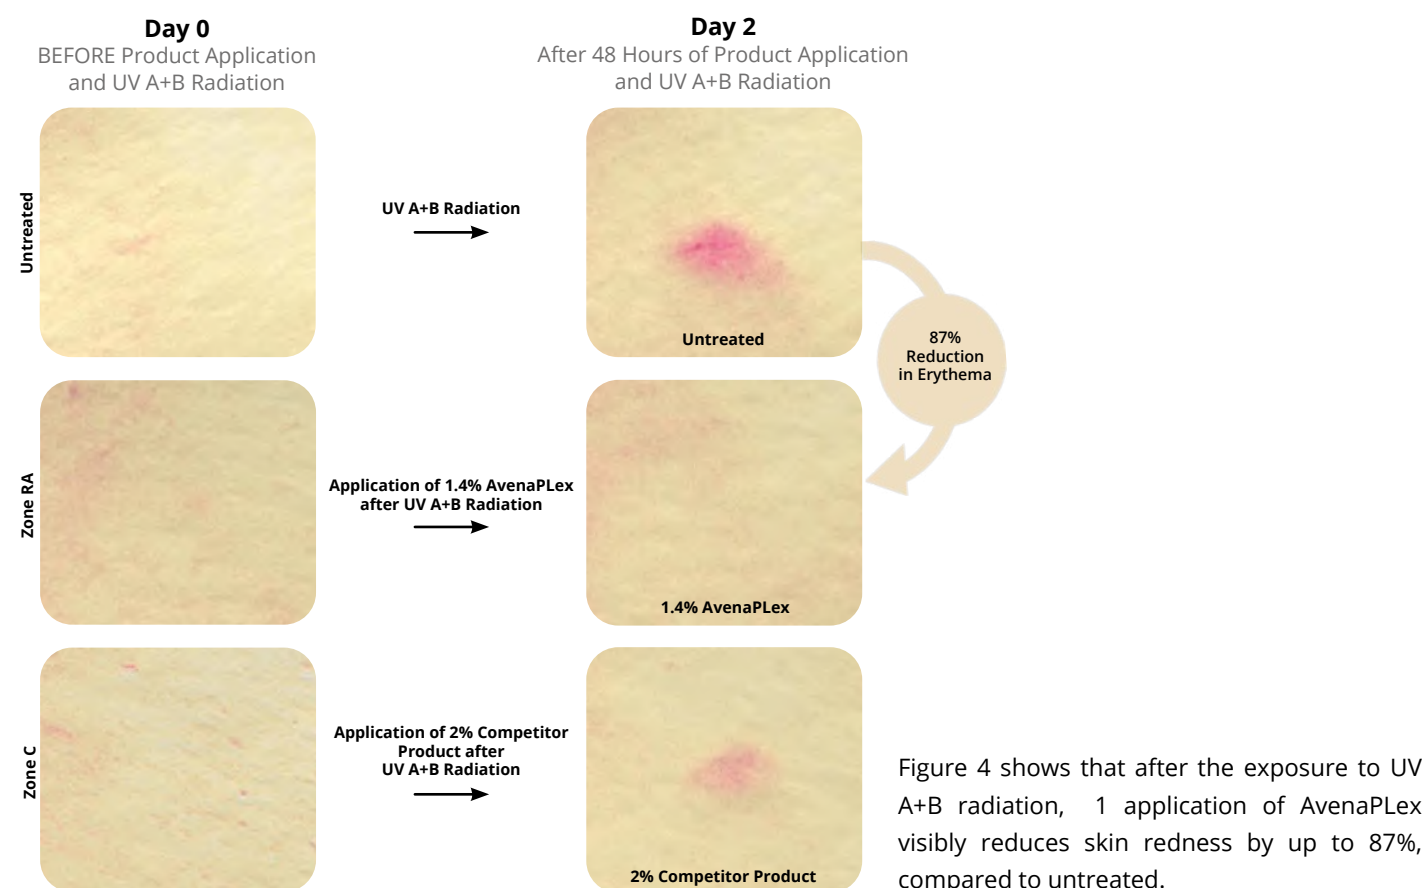 Day 0
BEFORE Product Application
and UV A+B Radiation
Day 2
After 48 Hours of Product Application
and UV A+B Radiation
Untreated
UV A+B Radiation
Untreated
87%
Reduction
in Erythema
Zone RA
Application of 1.4% AvenaPLex
after UV A+B Radiation
1.4% AvenaPLex
Zone C
Application of 2% Competitor
Product after
UV A+B Radiation
2% Competitor Product
Figure 4 shows that after the exposure to UV
A+B radiation, 1 application of AvenaPLex
visibly reduces skin redness by up to 87%,
compared to untreated.